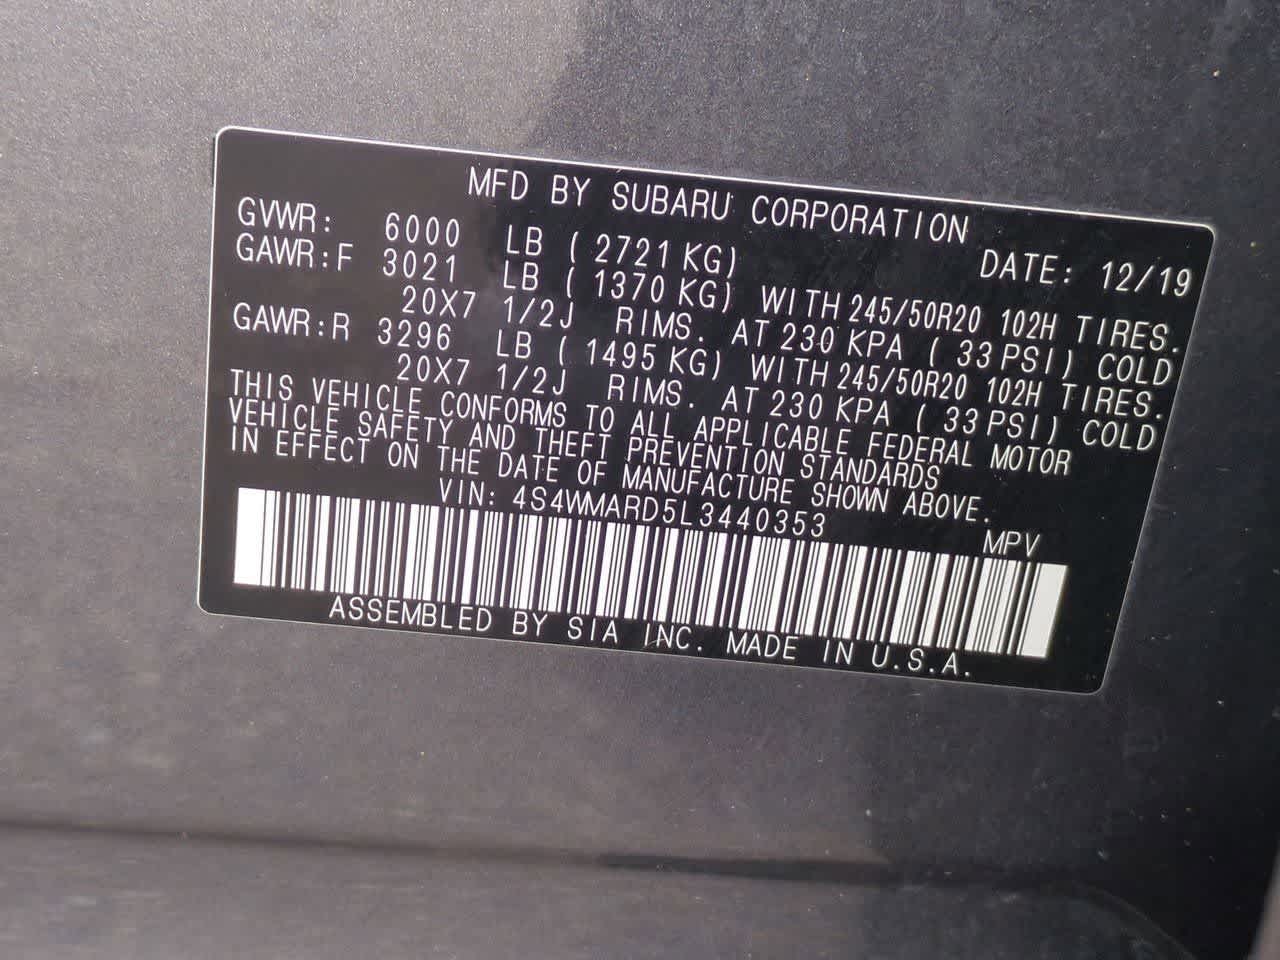 MFD BY SUBARU CORPORATION
GVWR: 6000 LB ( 2721 KG) DATE: 12/19
GAWR:F 3021 LB ( 1370 KG) WITH 245/50R20 102H TIRES.
20X7 1/2J RIMS. AT 230 KPA ( 33 PSI) COLD
GAWR:R 3296 LB ( 1495 KG) WITH 245/50R20 102H TIRES.
20X7 1/2J RIMS. AT 230 KPA ( 33 PSI) COLD
THIS VEHICLE CONFORMS TO ALL APPLICABLE FEDERAL MOTOR
VEHICLE SAFETY AND THEFT PREVENTION STANDARDS
IN EFFECT ON THE DATE OF MANUFACTURE SHOWN ABOVE.
VIN: 4S4WMARD5L3440353 MPV
ASSEMBLED BY SIA INC. MADE IN U.S.A.